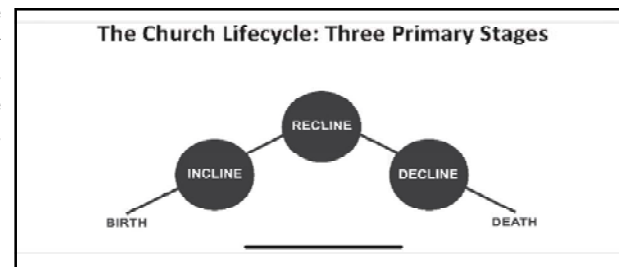 The Church Lifecycle: Three Primary Stages
RECLINE
INCLINE
DECLINE
BIRTH
DEATH